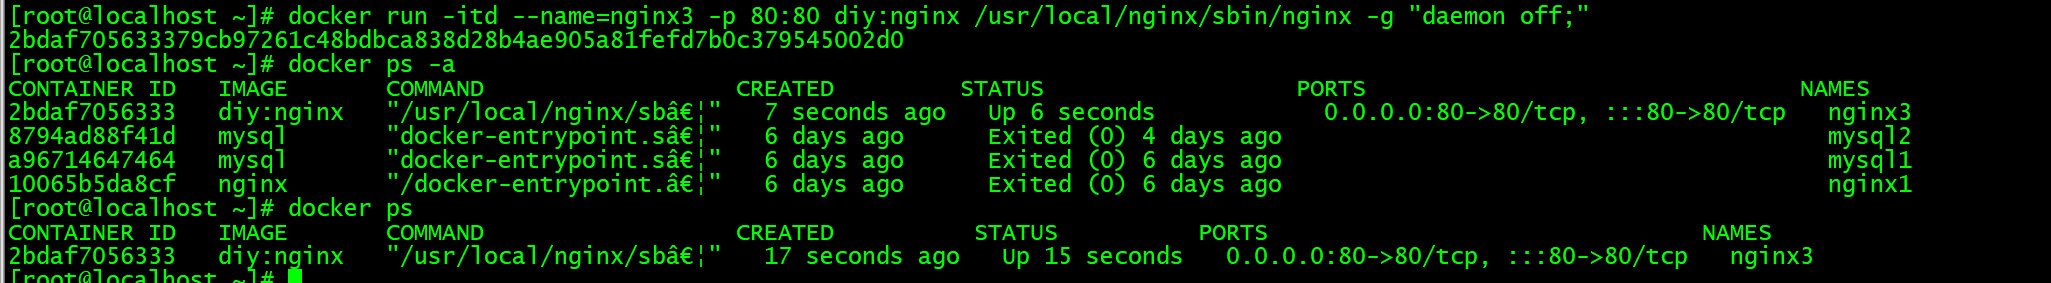 [root@localhost ~]# docker run -itd --name=nginx3 -p 80:80 diy:nginx /usr/local/nginx/sbin/nginx -g "daemon off;"
2bdaf705633379cb97261c48bdbca838d28b4ae905a81fefd7b0c379545002d0
[root@localhost ~]# docker ps -a
CONTAINER ID   IMAGE       COMMAND                  CREATED         STATUS                  PORTS                               NAMES
2bdaf7056333   diy:nginx   "/usr/local/nginx/sbâ€¦"   7 seconds ago   Up 6 seconds            0.0.0.0:80->80/tcp, :::80->80/tcp   nginx3
8794ad88f41d   mysql       "docker-entrypoint.sâ€¦"   6 days ago      Exited (0) 4 days ago                                       mysql2
a96714647464   mysql       "docker-entrypoint.sâ€¦"   6 days ago      Exited (0) 6 days ago                                       mysql1
10065b5da8cf   nginx       "/docker-entrypoint.â€¦"   6 days ago      Exited (0) 6 days ago                                       nginx1
[root@localhost ~]# docker ps
CONTAINER ID   IMAGE       COMMAND                  CREATED          STATUS          PORTS                               NAMES
2bdaf7056333   diy:nginx   "/usr/local/nginx/sbâ€¦"   17 seconds ago   Up 15 seconds   0.0.0.0:80->80/tcp, :::80->80/tcp   nginx3
[root@localhost ~]#